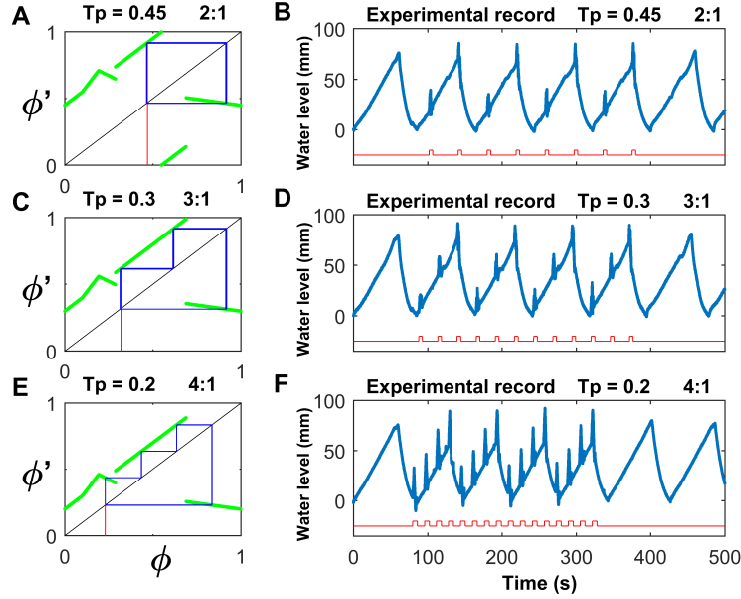 A Tp = 0.45 2:1
1
ϕ'
0
0 1
B Experimental record Tp = 0.45 2:1
Water level (mm)
100
50
0
C Tp = 0.3 3:1
1
ϕ'
0
0 1
D Experimental record Tp = 0.3 3:1
Water level (mm)
100
50
0
E Tp = 0.2 4:1
1
ϕ'
0
0 1
ϕ
F Experimental record Tp = 0.2 4:1
Water level (mm)
100
50
0
0 100 200 300 400 500
Time (s)